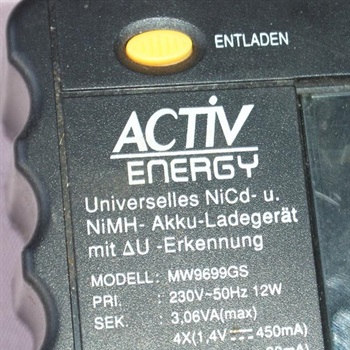 ENTLADEN
ACTiV
ENERGY
Universelles NiCd- u.
NiMH- Akku-Ladegerät
mit ΔU -Erkennung
MODELL: MW9699GS
PRI. : 230V~50Hz 12W
SEK. : 3,06VA(max)
4X(1,4V⎓450mA)